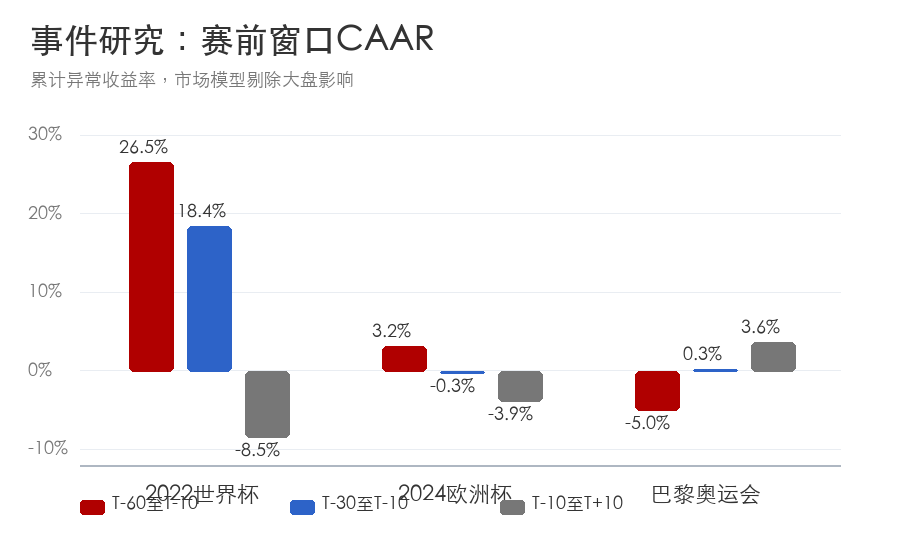 事件研究：赛前窗口CAAR
累计异常收益率，市场模型剔除大盘影响
30%
20%
10%
0%
-10%
26.5%
18.4%
-8.5%
3.2%
-0.3%
-3.9%
-5.0%
0.3%
3.6%
2022世界杯
2024欧洲杯
巴黎奥运会
T-60至T-10
T-30至T-10
T-10至T+10